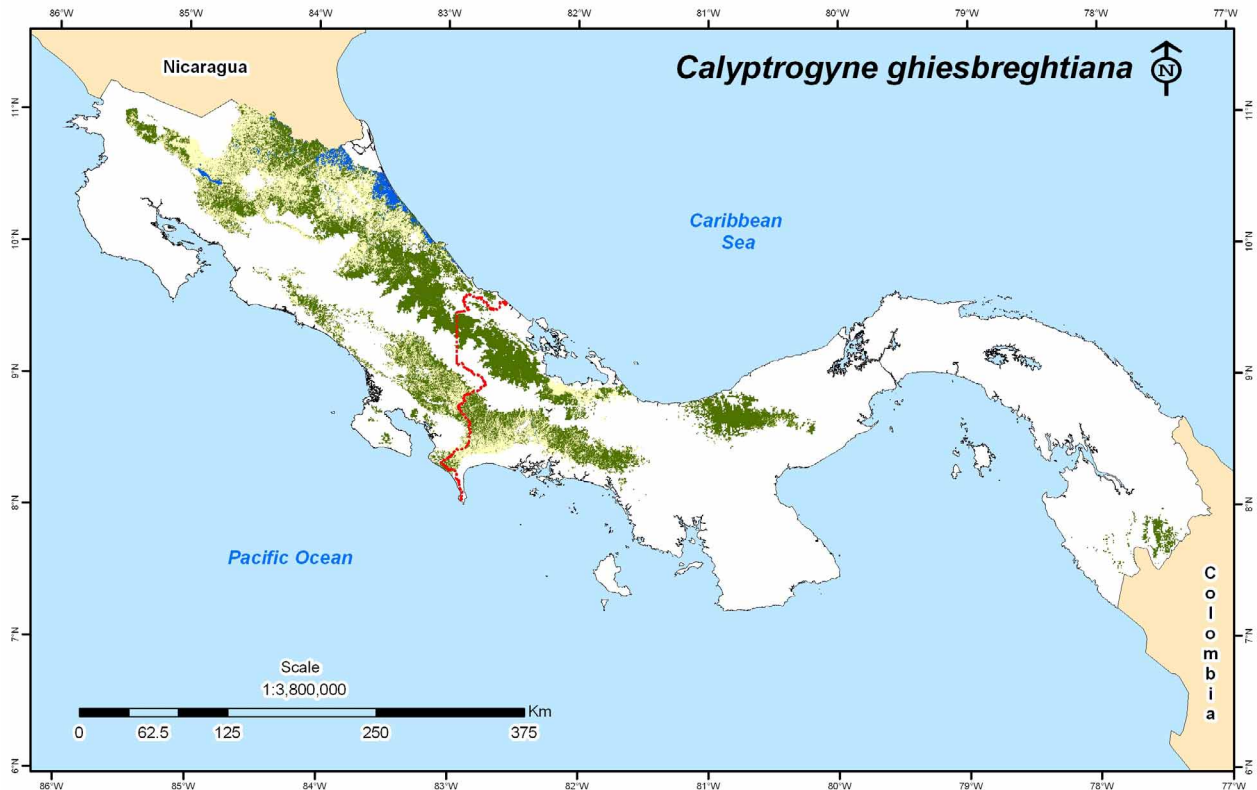 86°W 85°W 84°W 83°W 82°W 81°W 80°W 79°W 78°W 77°W
Nicaragua
Calyptrogyne ghiesbreghtiana
N
11°N 11°N
Caribbean
Sea
10°N 10°N
9°N 9°N
8°N 8°N
Pacific Ocean
Colombia
7°N 7°N
Scale
1:3,800,000
Km
0 62.5 125 250 375
6°N 6°N
86°W 85°W 84°W 83°W 82°W 81°W 80°W 79°W 78°W 77°W